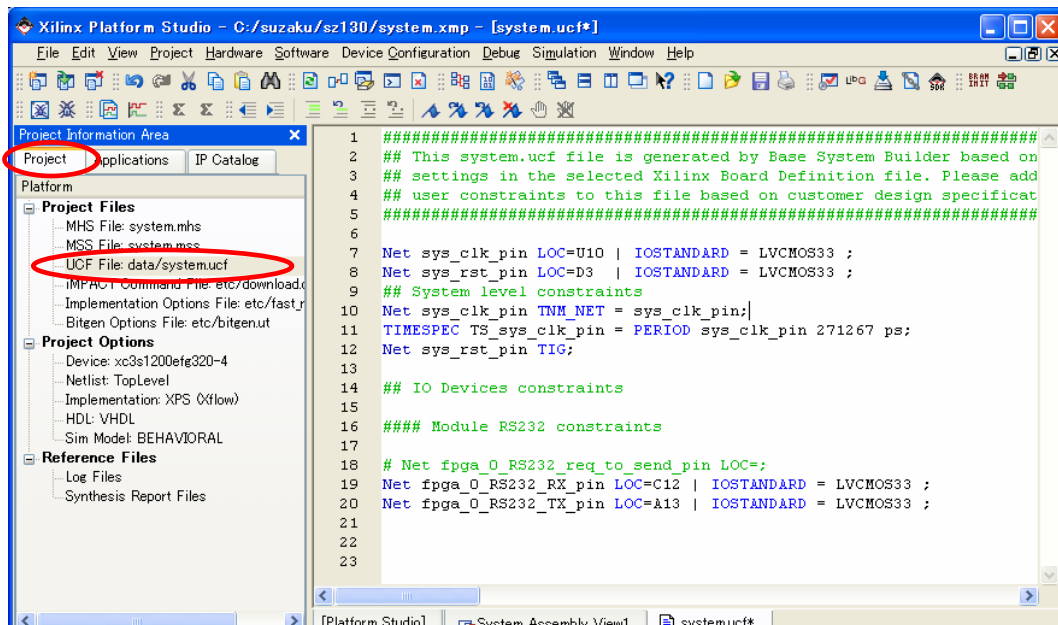 Xilinx Platform Studio - C:/suzaku/sz130/system.xmp - [system.ucf*]
File Edit View Project Hardware Software Device Configuration Debug Simulation Window Help
Project Information Area
Project Applications IP Catalog
Platform
Project Files
MHS File: system.mhs
MSS File: system.mss
UCF File: data/system.ucf
iMPACT Command File: etc/download.c
Implementation Options File: etc/fast_r
Bitgen Options File: etc/bitgen.ut
Project Options
Device: xc3s1200efg320-4
Netlist: TopLevel
Implementation: XPS (Xflow)
HDL: VHDL
Sim Model: BEHAVIORAL
Reference Files
Log Files
Synthesis Report Files
1 ####################################################################
2 ## This system.ucf file is generated by Base System Builder based on
3 ## settings in the selected Xilinx Board Definition file. Please add
4 ## user constraints to this file based on customer design specificat
5 ####################################################################
6
7 Net sys_clk_pin LOC=U10 | IOSTANDARD = LVCMOS33 ;
8 Net sys_rst_pin LOC=D3 | IOSTANDARD = LVCMOS33 ;
9 ## System level constraints
10 Net sys_clk_pin TNM_NET = sys_clk_pin;
11 TIMESPEC TS_sys_clk_pin = PERIOD sys_clk_pin 271267 ps;
12 Net sys_rst_pin TIG;
13
14 ## IO Devices constraints
15
16 #### Module RS232 constraints
17
18 # Net fpga_0_RS232_req_to_send_pin LOC=;
19 Net fpga_0_RS232_RX_pin LOC=C12 | IOSTANDARD = LVCMOS33 ;
20 Net fpga_0_RS232_TX_pin LOC=A13 | IOSTANDARD = LVCMOS33 ;
21
22
23
[Platform Studio] System Assembly View1 system.ucf*